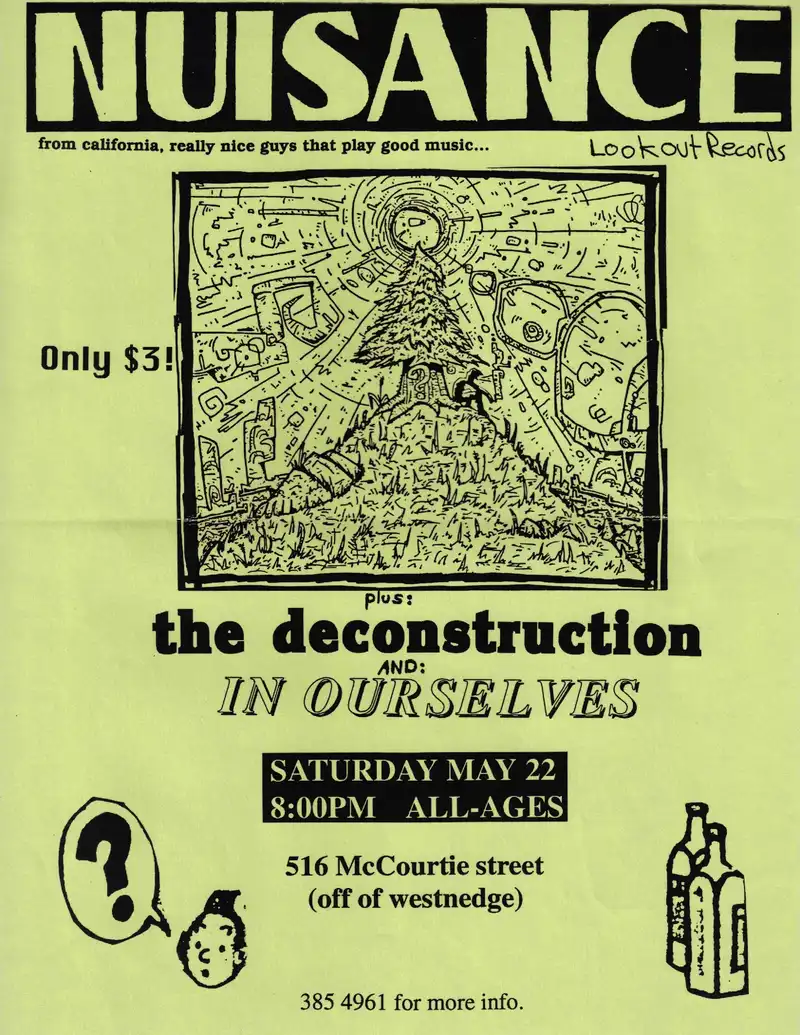 NUISANCE
from california, really nice guys that play good music...
Lookout Records
Only $3!
plus:
the deconstruction
AND:
IN OURSELVES
SATURDAY MAY 22
8:00PM ALL-AGES
?
516 McCourtie street
(off of westnedge)
385 4961 for more info.